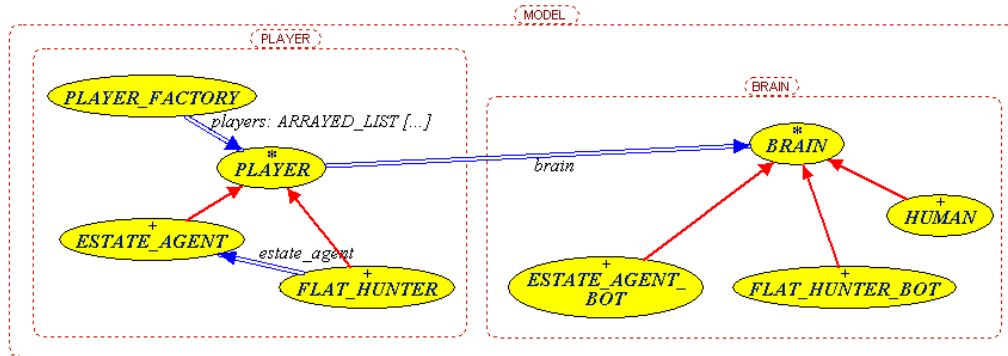 MODEL
PLAYER
PLAYER_FACTORY
players: ARRAYED_LIST [...]
*
PLAYER
+
ESTATE_AGENT
estate_agent
+
FLAT_HUNTER
brain
BRAIN
*
BRAIN
+
HUMAN
+
ESTATE_AGENT_
BOT
+
FLAT_HUNTER_BOT